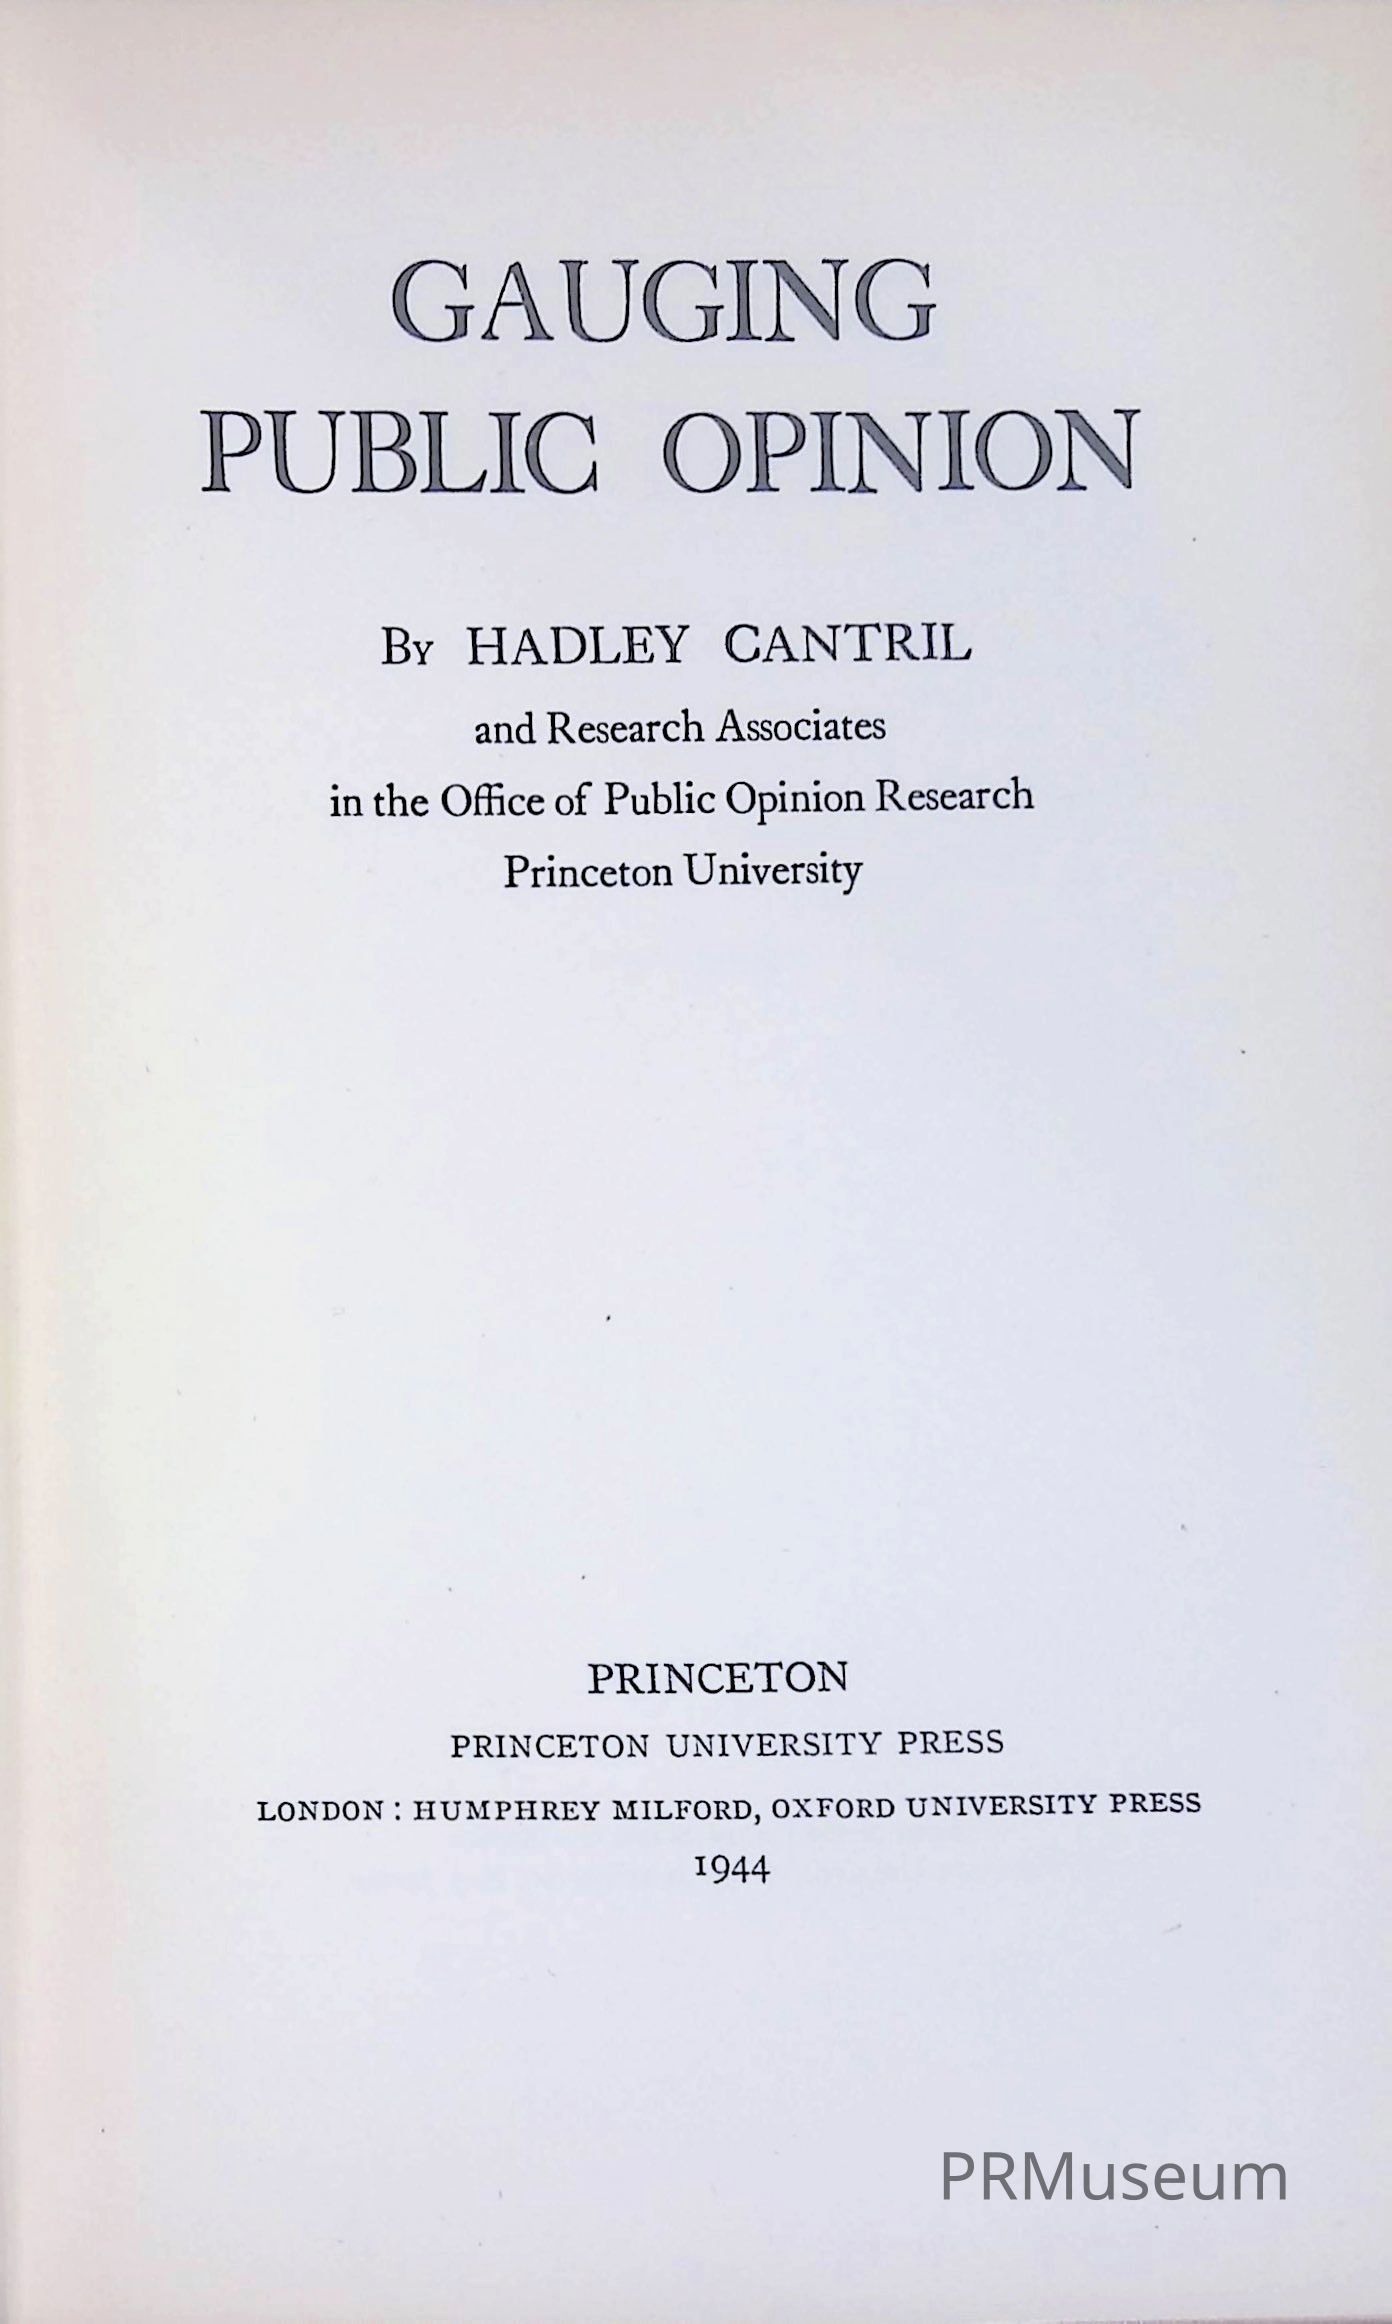 GAUGING
PUBLIC OPINION
By HADLEY CANTRIL
and Research Associates
in the Office of Public Opinion Research
Princeton University
PRINCETON
PRINCETON UNIVERSITY PRESS
LONDON : HUMPHREY MILFORD, OXFORD UNIVERSITY PRESS
1944
PRMuseum